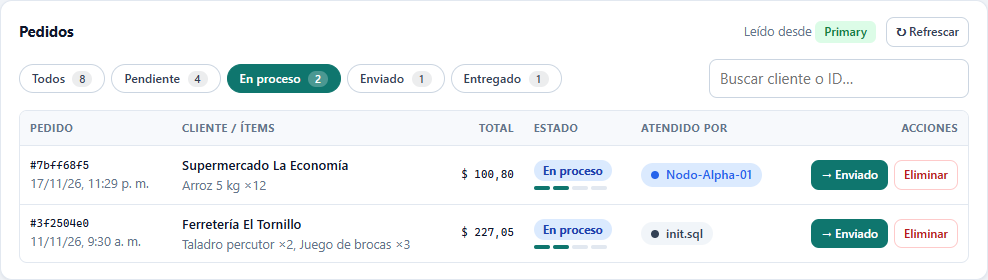 Pedidos
Leído desde Primary ↻ Refrescar
Todos 8 Pendiente 4 En proceso 2 Enviado 1 Entregado 1 Buscar cliente o ID...
PEDIDO CLIENTE / ÍTEMS TOTAL ESTADO ATENDIDO POR ACCIONES
#7bff68f5 Supermercado La Economía $ 100,80 En proceso Nodo-Alpha-01 → Enviado Eliminar
17/11/26, 11:29 p. m. Arroz 5 kg ×12
#3f2504e0 Ferretería El Tornillo $ 227,05 En proceso init.sql → Enviado Eliminar
11/11/26, 9:30 a. m. Taladro percutor ×2, Juego de brocas ×3